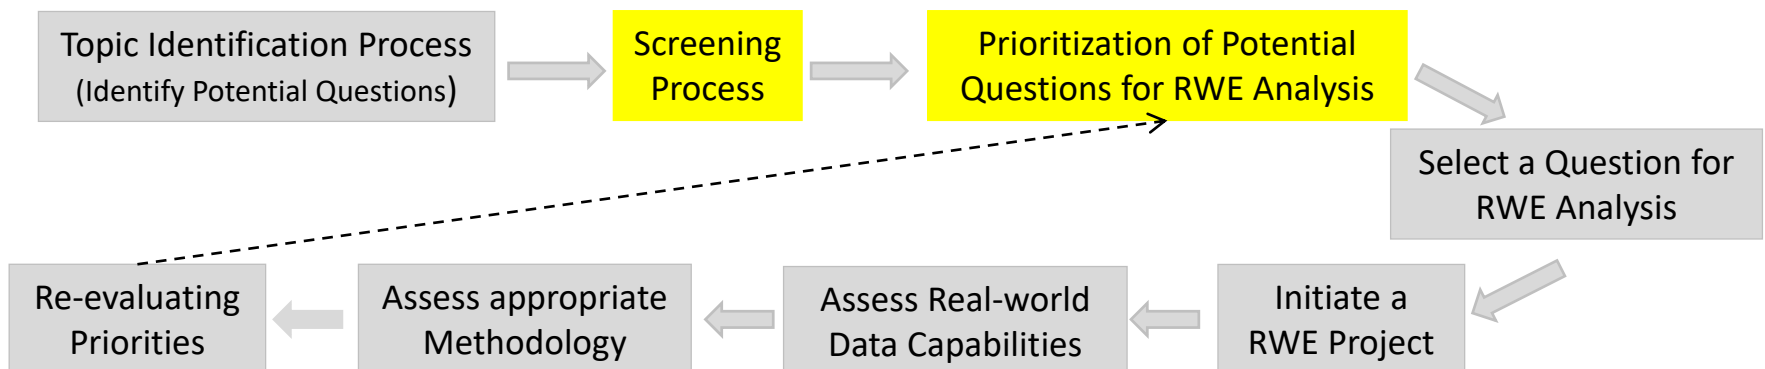 Topic Identification Process
(Identify Potential Questions)
Screening
Process
Prioritization of Potential
Questions for RWE Analysis
Select a Question for
RWE Analysis
Initiate a
RWE Project
Assess Real-world
Data Capabilities
Assess appropriate
Methodology
Re-evaluating
Priorities